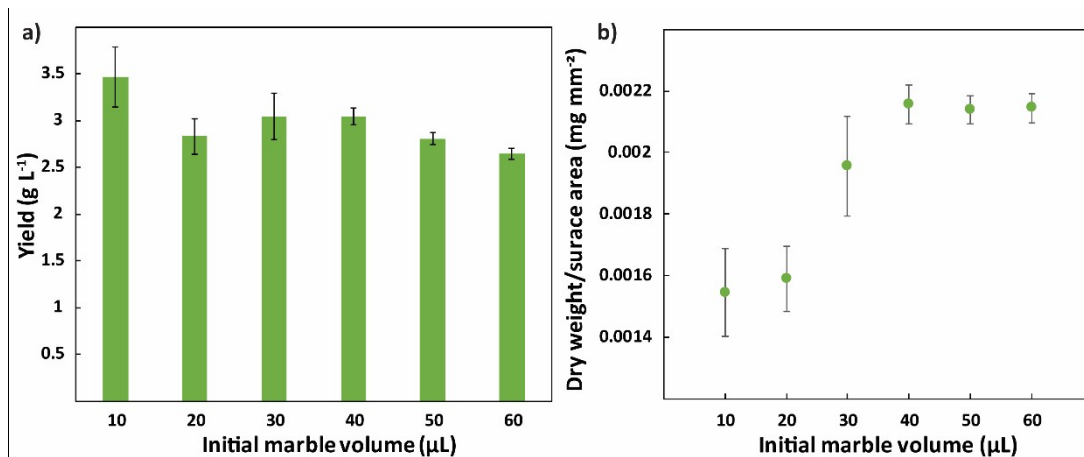 a)
Yield (g L⁻¹)
3.5
3
2.5
2
1.5
1
0.5
10 20 30 40 50 60
Initial marble volume (µL)
b)
Dry weight/surace area (mg mm⁻²)
0.0022
0.002
0.0018
0.0016
0.0014
10 20 30 40 50 60
Initial marble volume (µL)